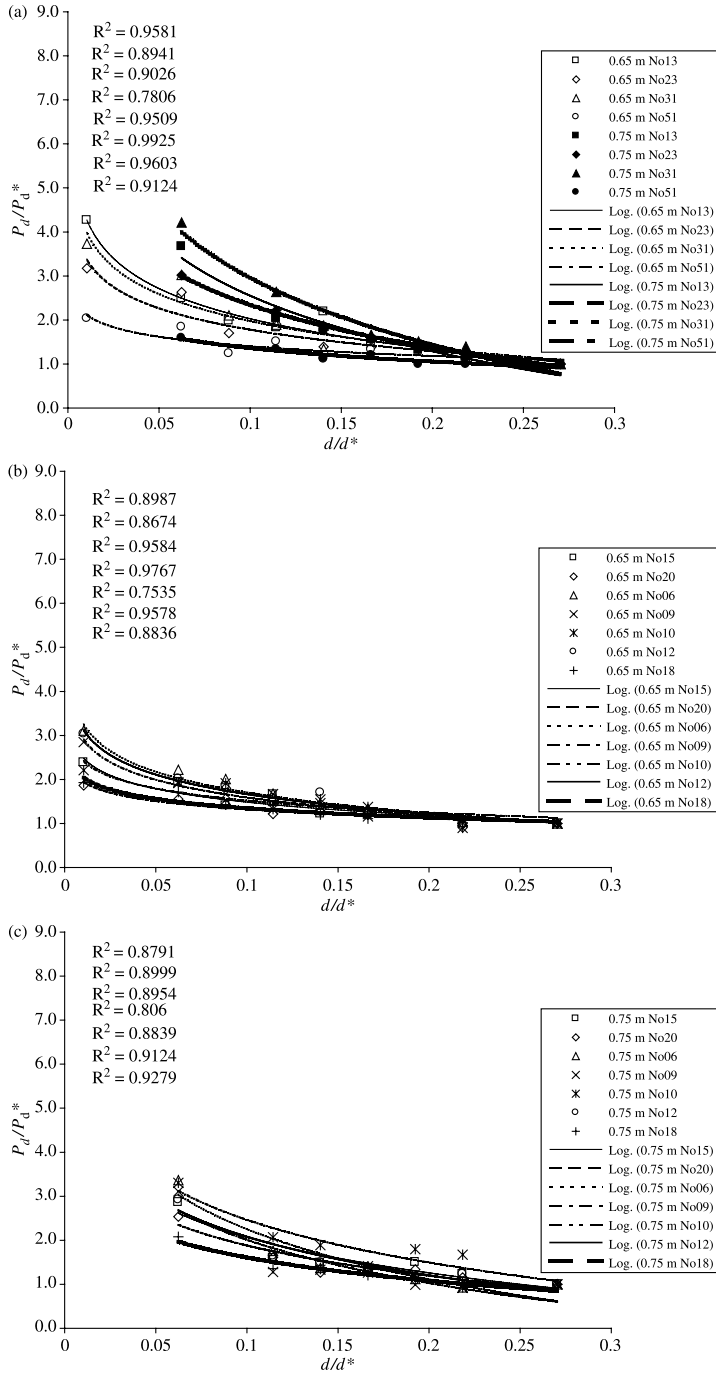 (a)
9.0
8.0
7.0
6.0
5.0
4.0
3.0
2.0
1.0
0.0
P_d/P_d*
R² = 0.9581
R² = 0.8941
R² = 0.9026
R² = 0.7806
R² = 0.9509
R² = 0.9925
R² = 0.9603
R² = 0.9124
0.65 m No13
0.65 m No23
0.65 m No31
0.65 m No51
0.75 m No13
0.75 m No23
0.75 m No31
0.75 m No51
Log. (0.65 m No13)
Log. (0.65 m No23)
Log. (0.65 m No31)
Log. (0.65 m No51)
Log. (0.75 m No13)
Log. (0.75 m No23)
Log. (0.75 m No31)
Log. (0.75 m No51)
0 0.05 0.1 0.15 0.2 0.25 0.3
d/d*
(b)
9.0
8.0
7.0
6.0
5.0
4.0
3.0
2.0
1.0
0.0
P_d/P_d*
R² = 0.8987
R² = 0.8674
R² = 0.9584
R² = 0.9767
R² = 0.7535
R² = 0.9578
R² = 0.8836
0.65 m No15
0.65 m No20
0.65 m No06
0.65 m No09
0.65 m No10
0.65 m No12
0.65 m No18
Log. (0.65 m No15)
Log. (0.65 m No20)
Log. (0.65 m No06)
Log. (0.65 m No09)
Log. (0.65 m No10)
Log. (0.65 m No12)
Log. (0.65 m No18)
0 0.05 0.1 0.15 0.2 0.25 0.3
d/d*
(c)
9.0
8.0
7.0
6.0
5.0
4.0
3.0
2.0
1.0
0.0
P_d/P_d*
R² = 0.8791
R² = 0.8999
R² = 0.8954
R² = 0.806
R² = 0.8839
R² = 0.9124
R² = 0.9279
0.75 m No15
0.75 m No20
0.75 m No06
0.75 m No09
0.75 m No10
0.75 m No12
0.75 m No18
Log. (0.75 m No15)
Log. (0.75 m No20)
Log. (0.75 m No06)
Log. (0.75 m No09)
Log. (0.75 m No10)
Log. (0.75 m No12)
Log. (0.75 m No18)
0 0.05 0.1 0.15 0.2 0.25 0.3
d/d*